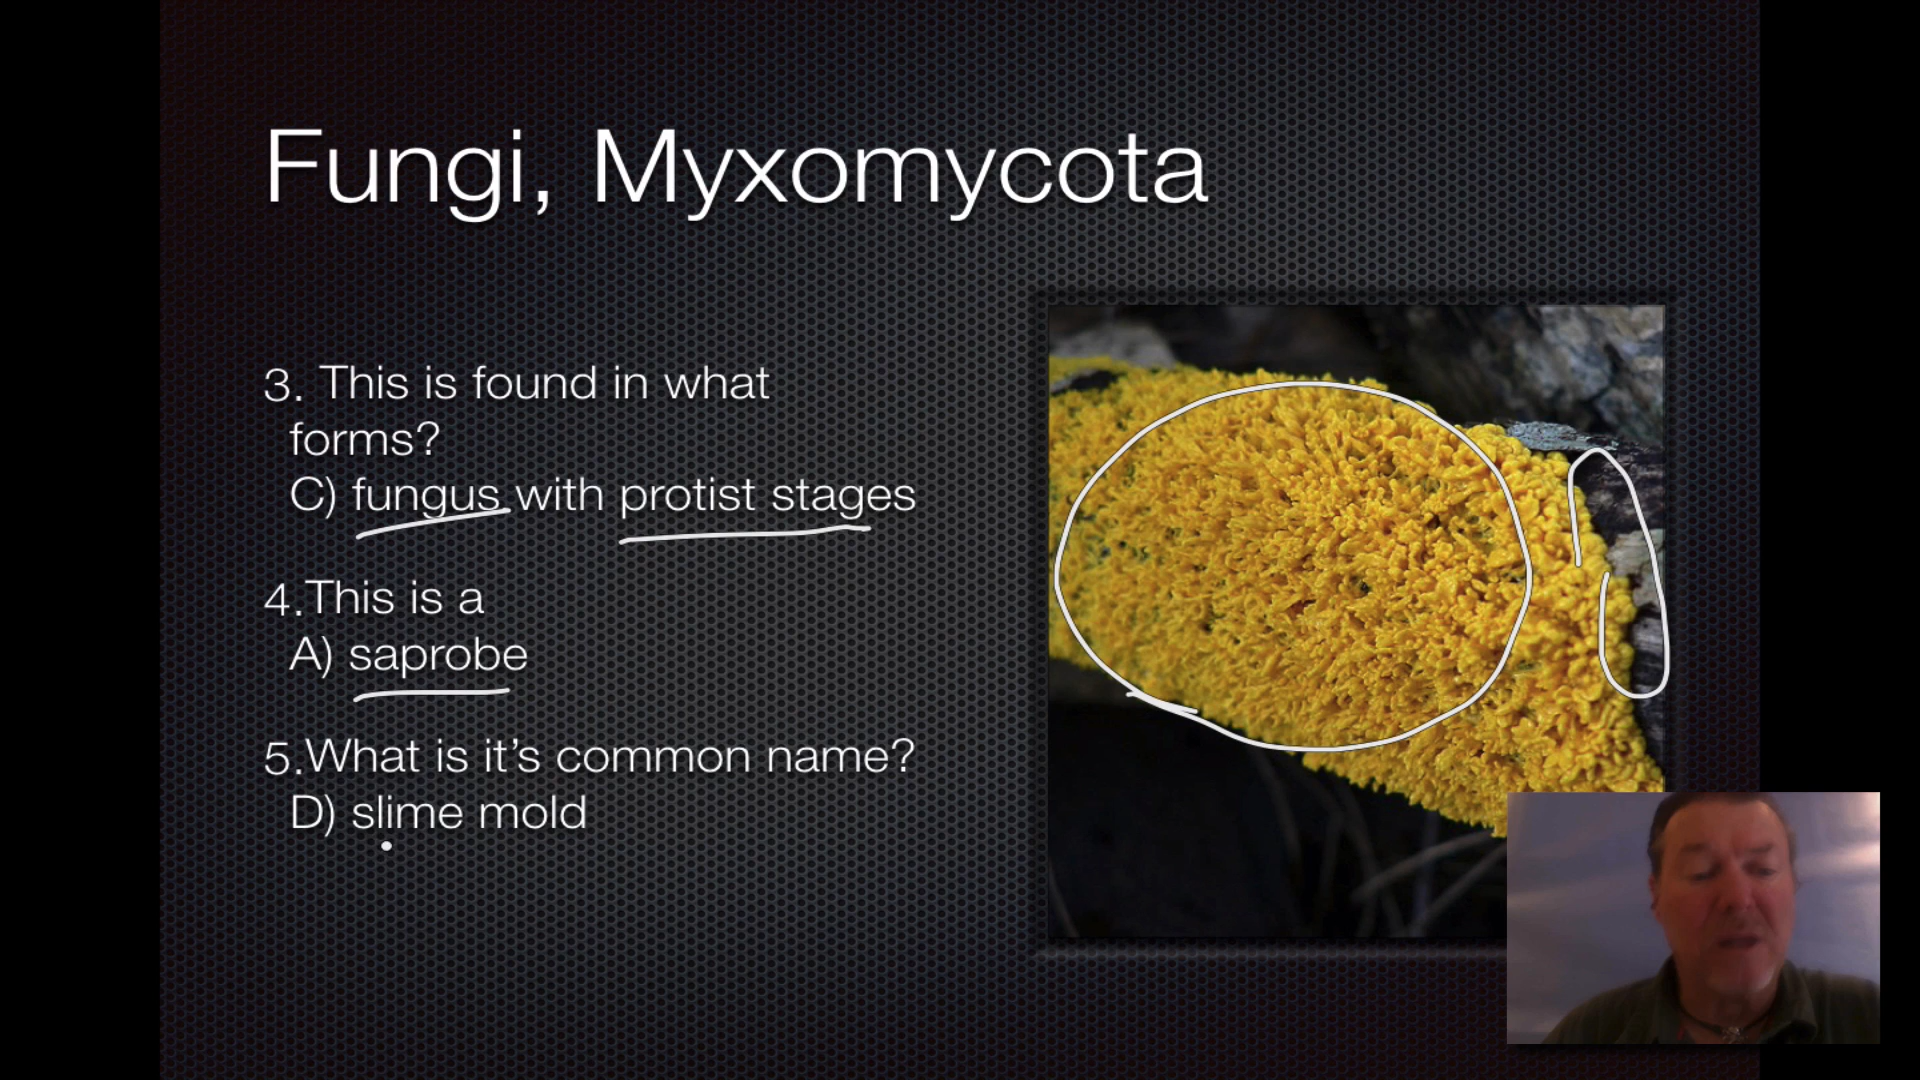 Fungi, Myxomycota
3. This is found in what
forms?
C) fungus with protist stages
4.This is a
A) saprobe
5.What is it’s common name?
D) slime mold